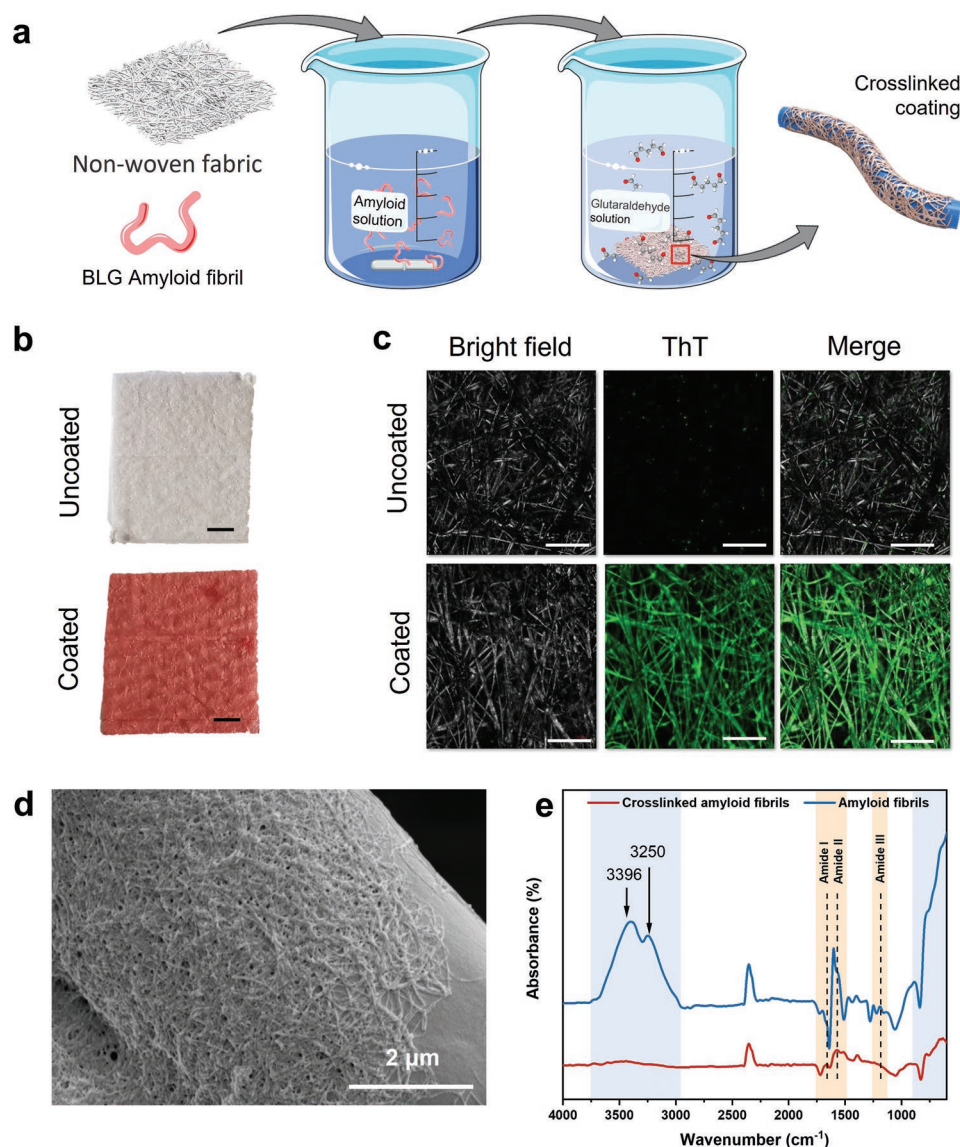 a
Non-woven fabric
BLG Amyloid fibril
Amyloid
solution
Glutaraldehyde
solution
Crosslinked
coating
b
Uncoated
Coated
c
Bright field
ThT
Merge
Uncoated
Coated
d
2 μm
e
Crosslinked amyloid fibrils
Amyloid fibrils
3396
3250
Amide I
Amide II
Amide III
Absorbance (%)
4000
3500
3000
2500
2000
1500
1000
Wavenumber (cm-1)